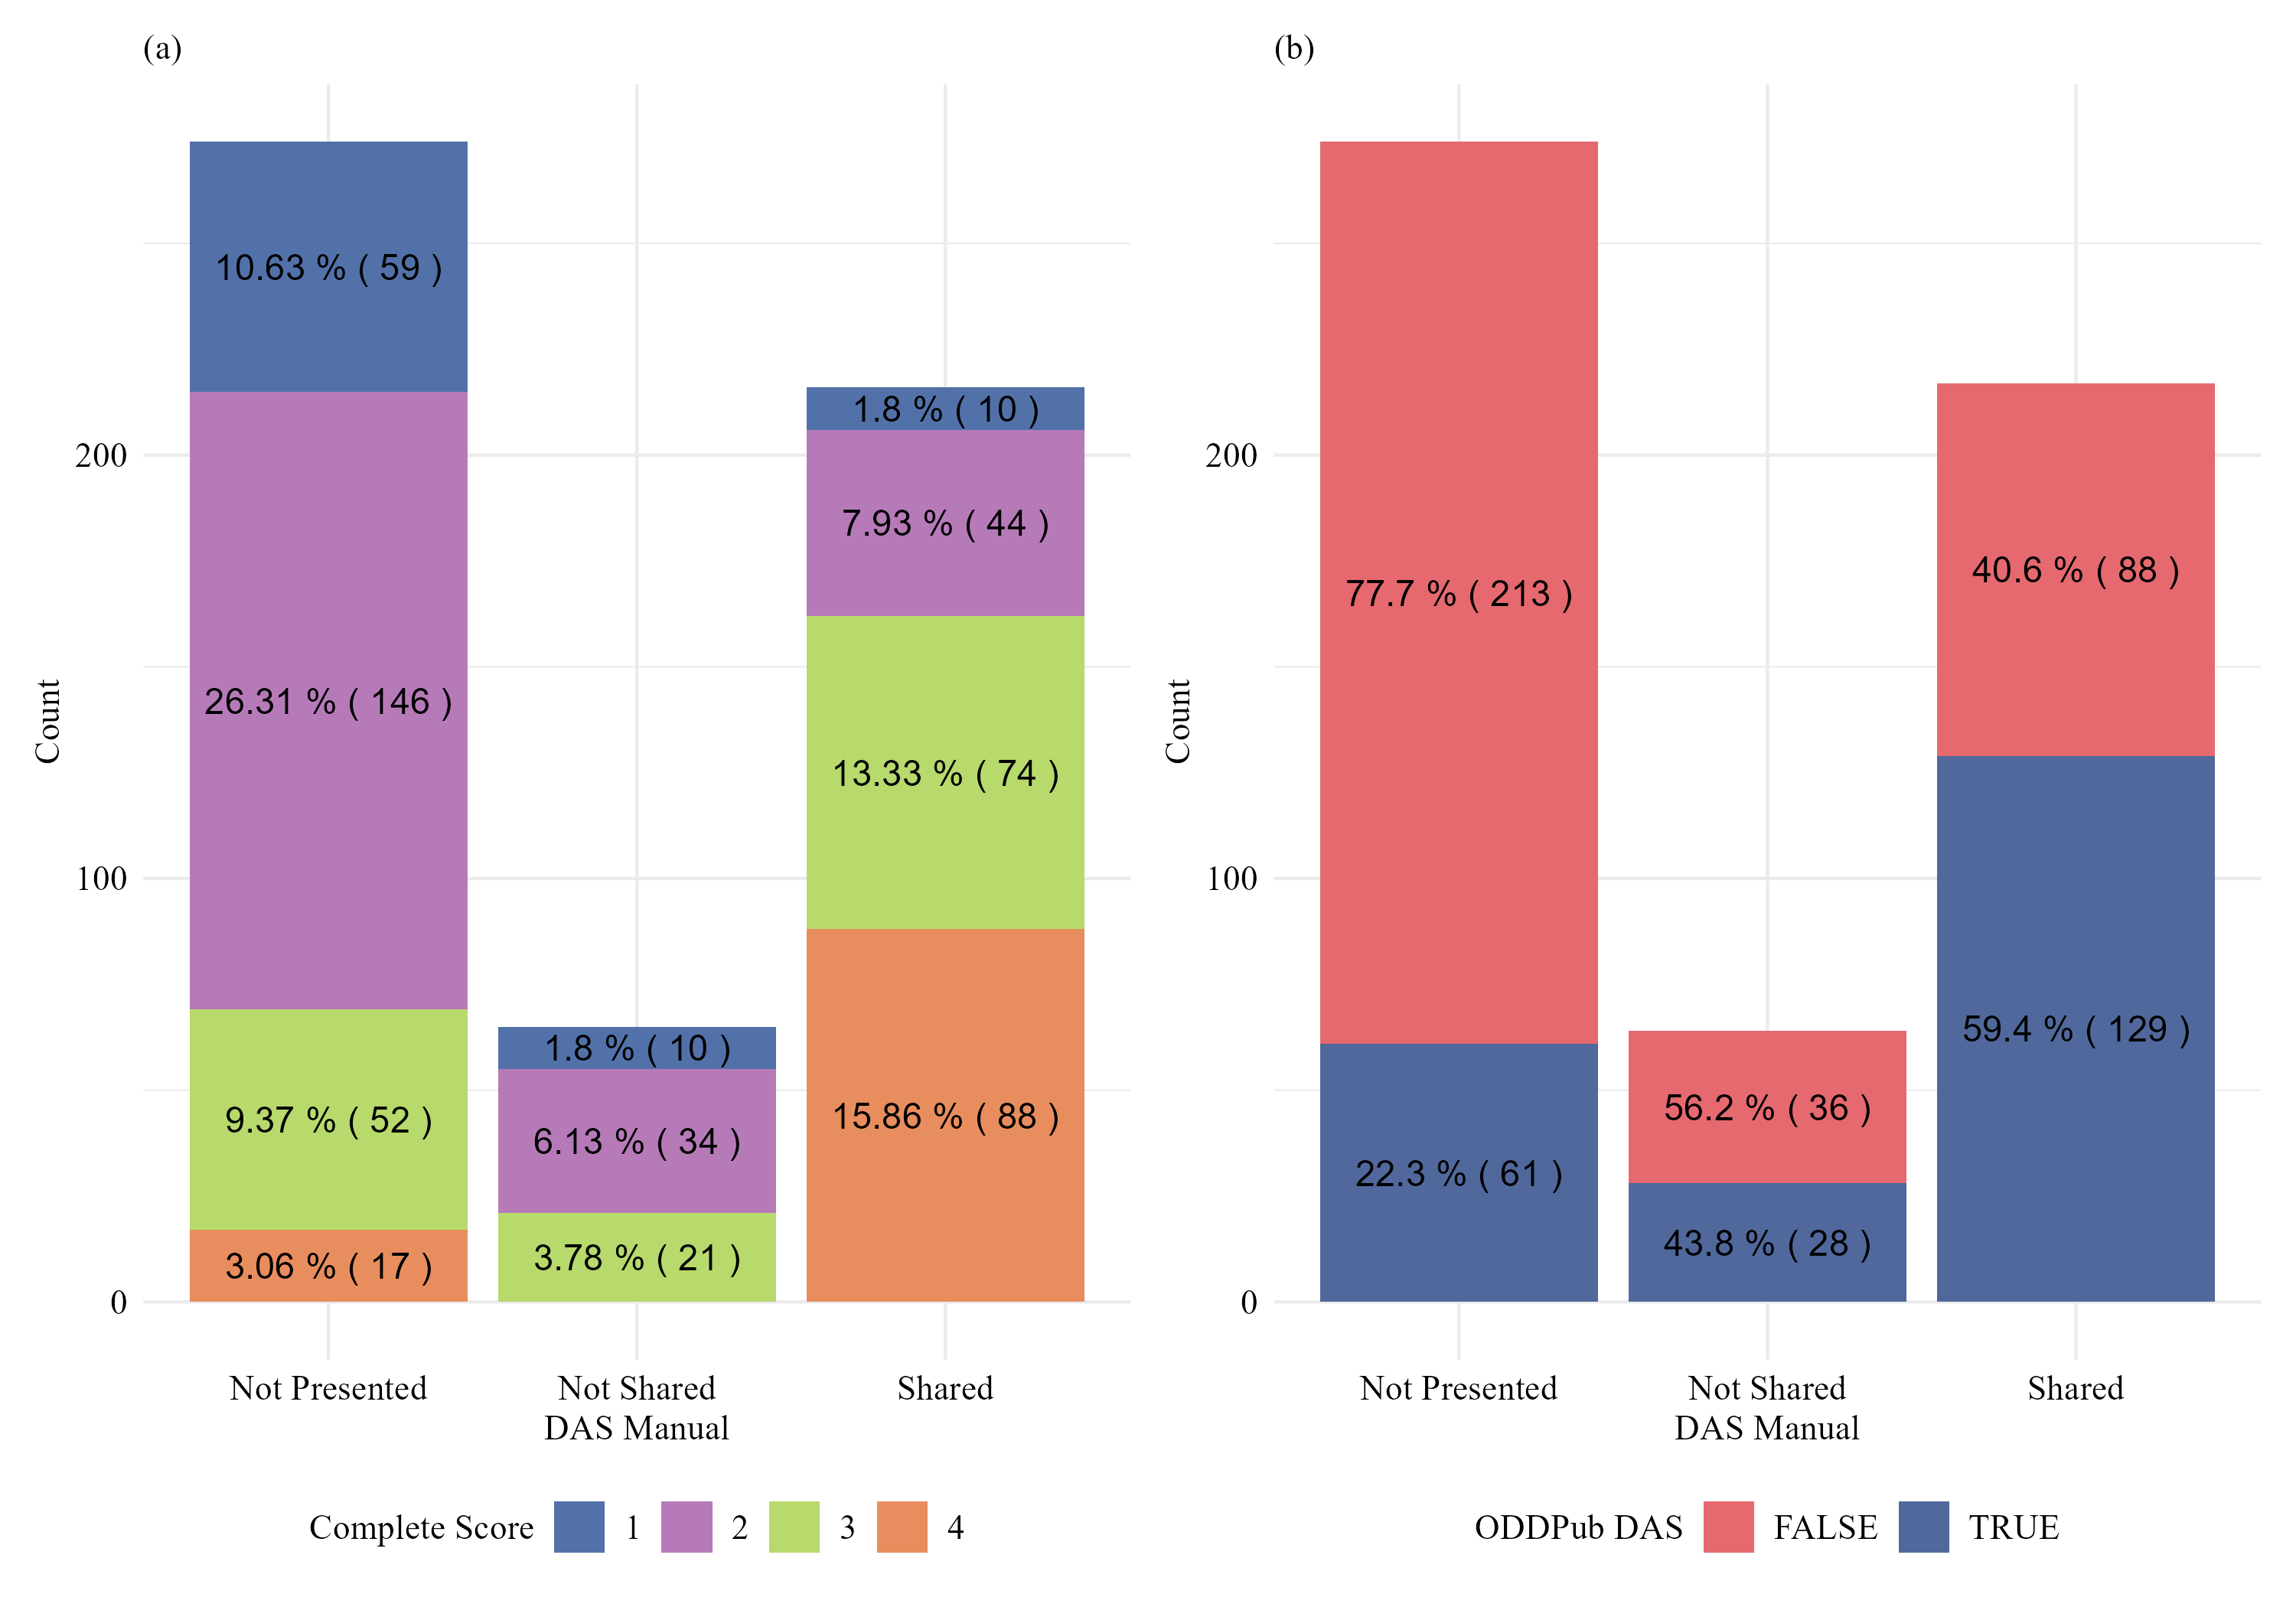 (a)
10.63 % ( 59 )
1.8 % ( 10 )
200
7.93 % ( 44 )
26.31 % ( 146 )
Count
13.33 % ( 74 )
100
1.8 % ( 10 )
9.37 % ( 52 )
15.86 % ( 88 )
6.13 % ( 34 )
3.78 % ( 21 )
3.06 % ( 17 )
0
Not Presented
Not Shared
Shared
DAS Manual
Complete Score 1 2 3 4
(b)
200
40.6 % ( 88 )
77.7 % ( 213 )
Count
100
59.4 % ( 129 )
56.2 % ( 36 )
22.3 % ( 61 )
43.8 % ( 28 )
0
Not Presented
Not Shared
Shared
DAS Manual
ODDPub DAS FALSE TRUE